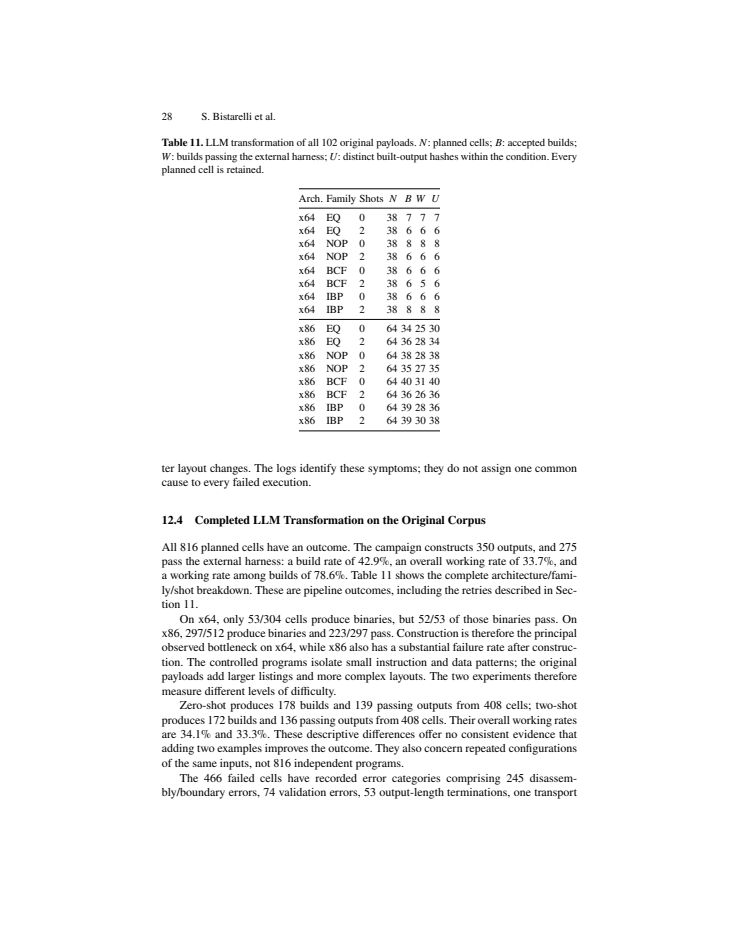 28 S. Bistarelli et al.
Table 11. LLM transformation of all 102 original payloads. N: planned cells; B: accepted builds;
W: builds passing the external harness; U: distinct built-output hashes within the condition. Every
planned cell is retained.
Arch. Family Shots N B W U
x64 EQ 0 38 7 7 7
x64 EQ 2 38 6 6 6
x64 NOP 0 38 8 8 8
x64 NOP 2 38 6 6 6
x64 BCF 0 38 6 6 6
x64 BCF 2 38 6 5 6
x64 IBP 0 38 6 6 6
x64 IBP 2 38 8 8 8
x86 EQ 0 64 34 25 30
x86 EQ 2 64 36 28 34
x86 NOP 0 64 38 28 38
x86 NOP 2 64 35 27 35
x86 BCF 0 64 40 31 40
x86 BCF 2 64 36 26 36
x86 IBP 0 64 39 28 36
x86 IBP 2 64 39 30 38
ter layout changes. The logs identify these symptoms; they do not assign one common
cause to every failed execution.
12.4 Completed LLM Transformation on the Original Corpus
All 816 planned cells have an outcome. The campaign constructs 350 outputs, and 275
pass the external harness: a build rate of 42.9%, an overall working rate of 33.7%, and
a working rate among builds of 78.6%. Table 11 shows the complete architecture/fami-
ly/shot breakdown. These are pipeline outcomes, including the retries described in Sec-
tion 11.
On x64, only 53/304 cells produce binaries, but 52/53 of those binaries pass. On
x86, 297/512 produce binaries and 223/297 pass. Construction is therefore the principal
observed bottleneck on x64, while x86 also has a substantial failure rate after construc-
tion. The controlled programs isolate small instruction and data patterns; the original
payloads add larger listings and more complex layouts. The two experiments therefore
measure different levels of difficulty.
Zero-shot produces 178 builds and 139 passing outputs from 408 cells; two-shot
produces 172 builds and 136 passing outputs from 408 cells. Their overall working rates
are 34.1% and 33.3%. These descriptive differences offer no consistent evidence that
adding two examples improves the outcome. They also concern repeated configurations
of the same inputs, not 816 independent programs.
The 466 failed cells have recorded error categories comprising 245 disassem-
bly/boundary errors, 74 validation errors, 53 output-length terminations, one transport